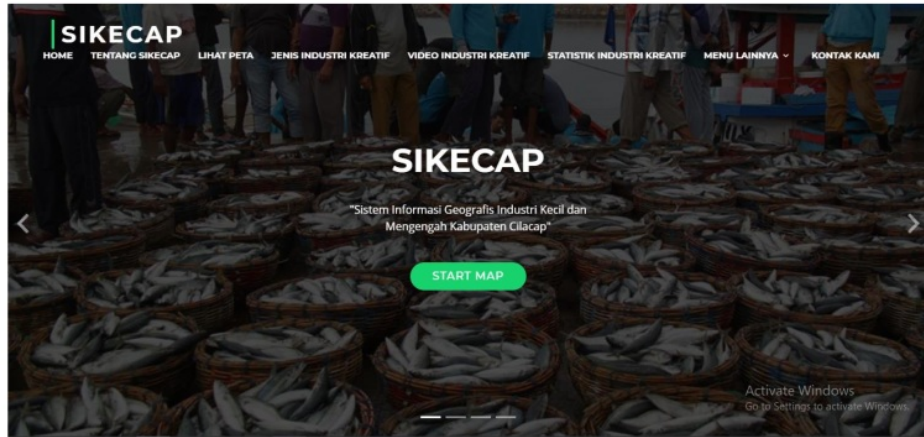 SIKECAP
HOME TENTANG SIKECAP LIHAT PETA JENIS INDUSTRI KREATIF VIDEO INDUSTRI KREATIF STATISTIK INDUSTRI KREATIF MENU LAINNYA KONTAK KAMI
SIKECAP
"Sistem Informasi Geografis Industri Kecil dan
Mengengah Kabupaten Cilacap"
START MAP
Activate Windows
Go to Settings to activate Windows.